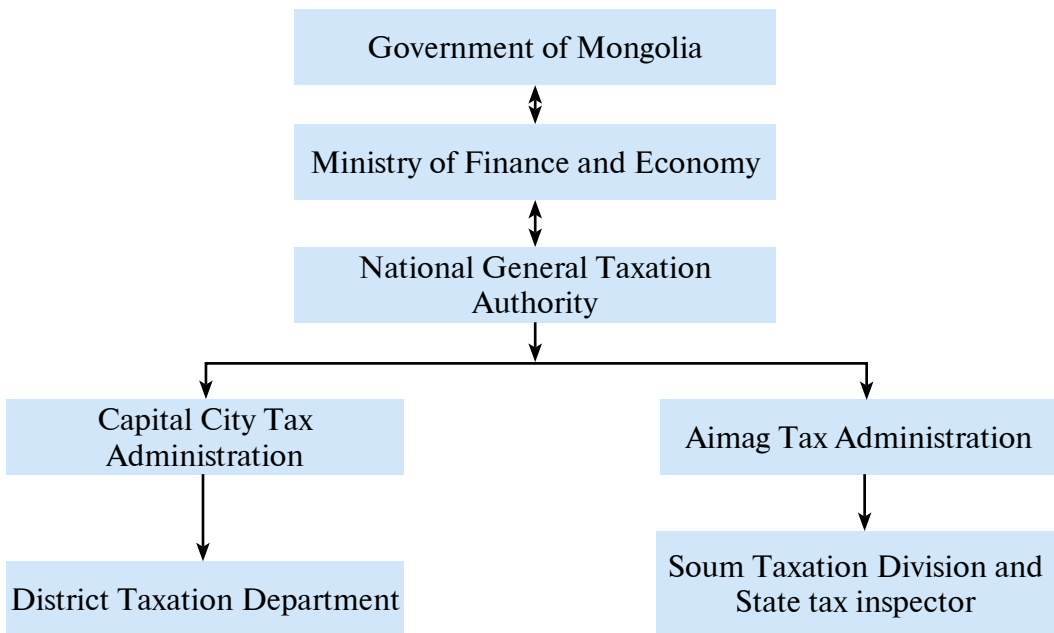 Government of Mongolia
Ministry of Finance and Economy
National General Taxation
Authority
Capital City Tax
Administration
Aimag Tax Administration
District Taxation Department
Soum Taxation Division and
State tax inspector